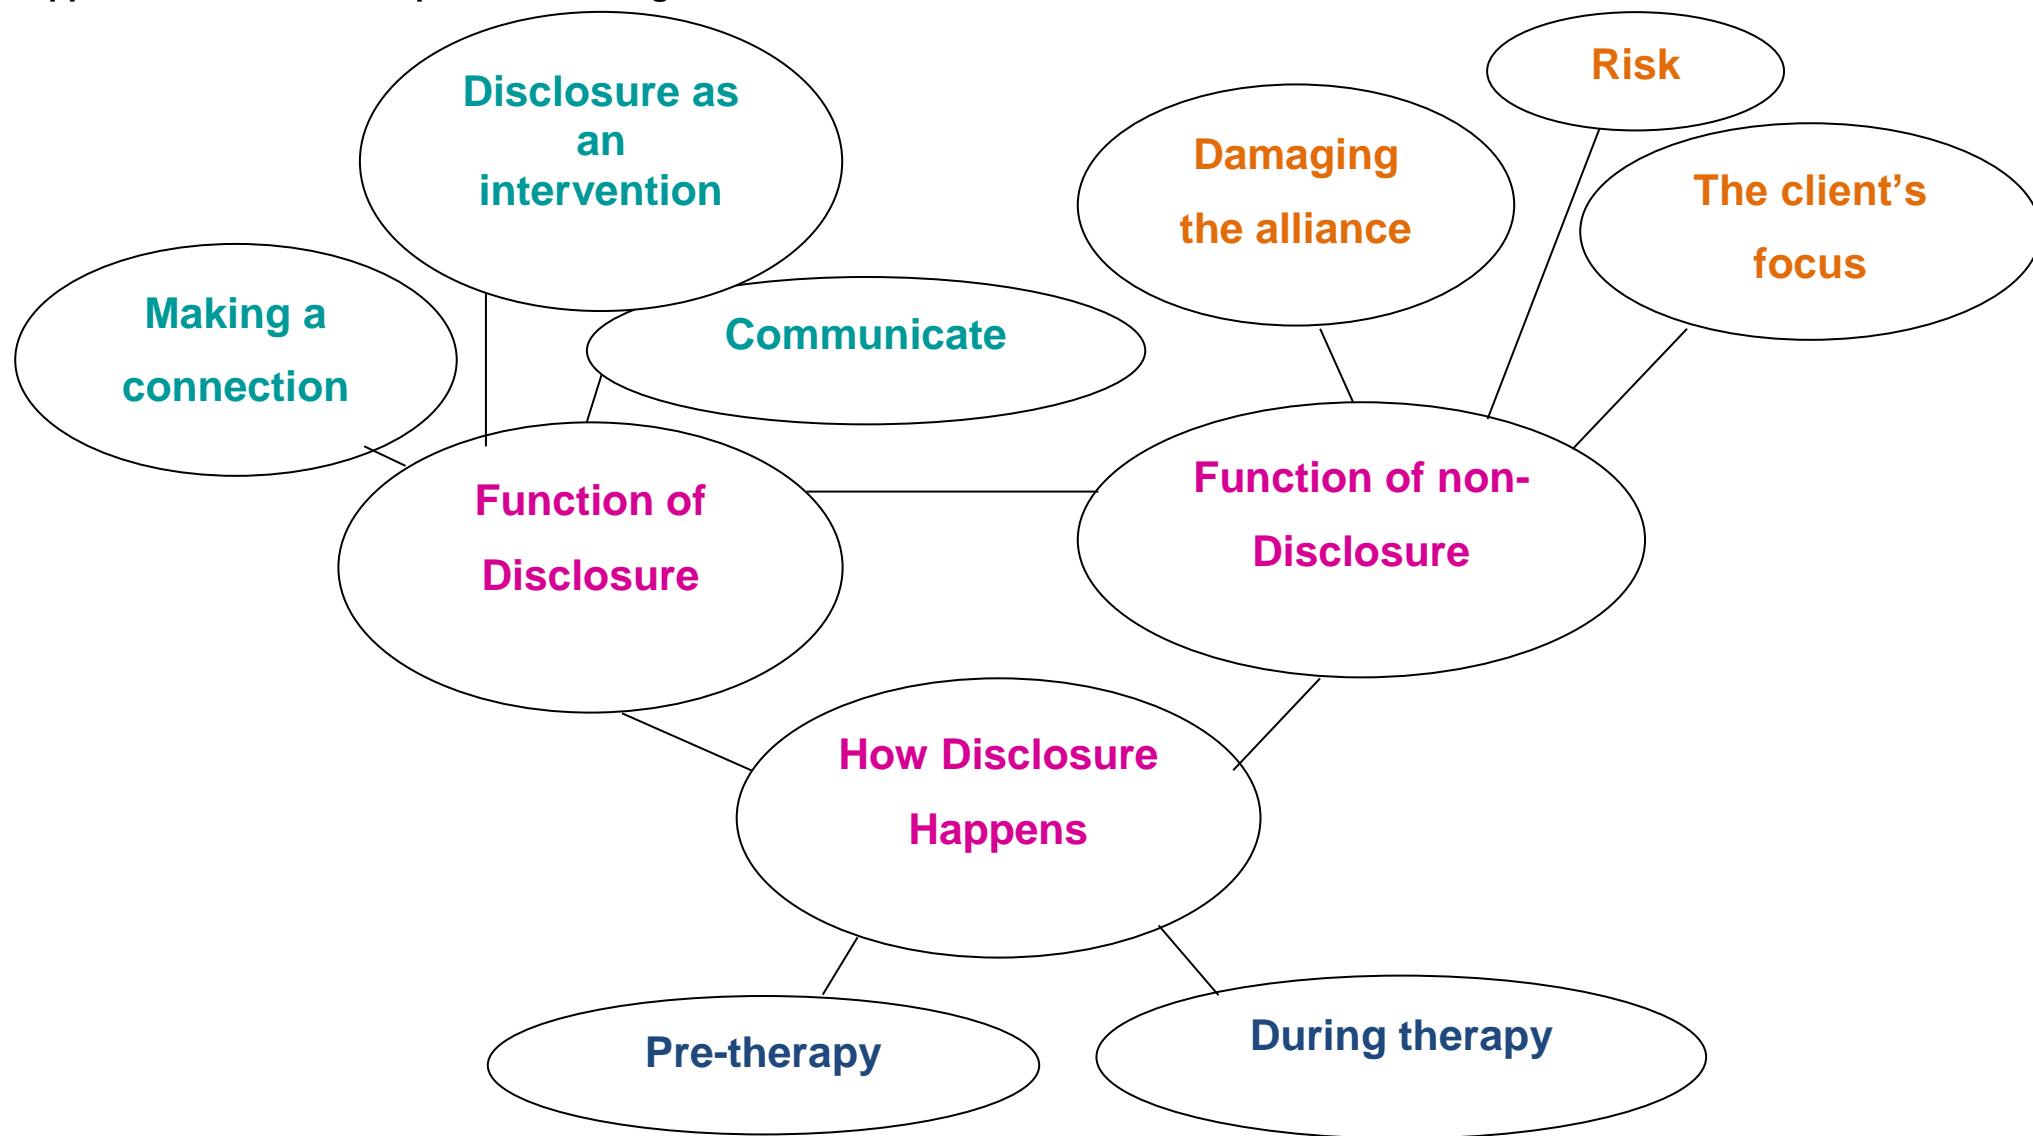 Disclosure as
an
intervention
Risk
Damaging
the alliance
The client’s
focus
Making a
connection
Communicate
Function of
Disclosure
Function of non-
Disclosure
How Disclosure
Happens
Pre-therapy
During therapy